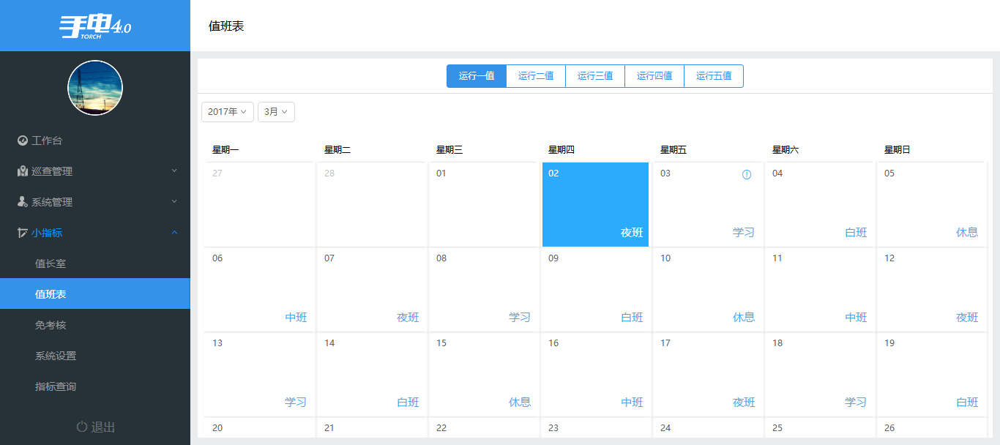 手电4.0
TORCH
值班表
运行一值 运行二值 运行三值 运行四值 运行五值
2017年 3月
工作台
巡查管理
系统管理
小指标
值长室
值班表
免考核
系统设置
指标查询
退出
星期一 星期二 星期三 星期四 星期五 星期六 星期日
27 28 01 02 03 04 05
夜班 学习 白班 休息
06 07 08 09 10 11 12
中班 夜班 学习 白班 休息 中班 夜班
13 14 15 16 17 18 19
学习 白班 休息 中班 夜班 学习 白班
20 21 22 23 24 25 26